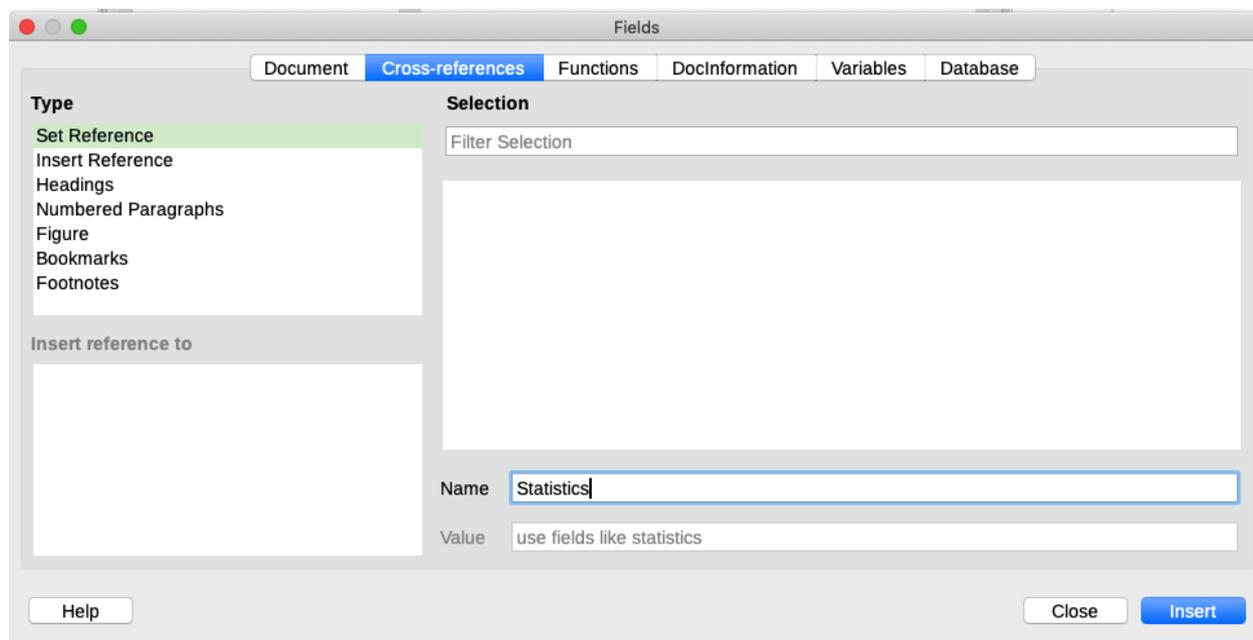 Fields
Document Cross-references Functions DocInformation Variables Database
Type
Set Reference
Insert Reference
Headings
Numbered Paragraphs
Figure
Bookmarks
Footnotes
Insert reference to
Selection
Filter Selection
Name Statistics
Value use fields like statistics
Help Close Insert